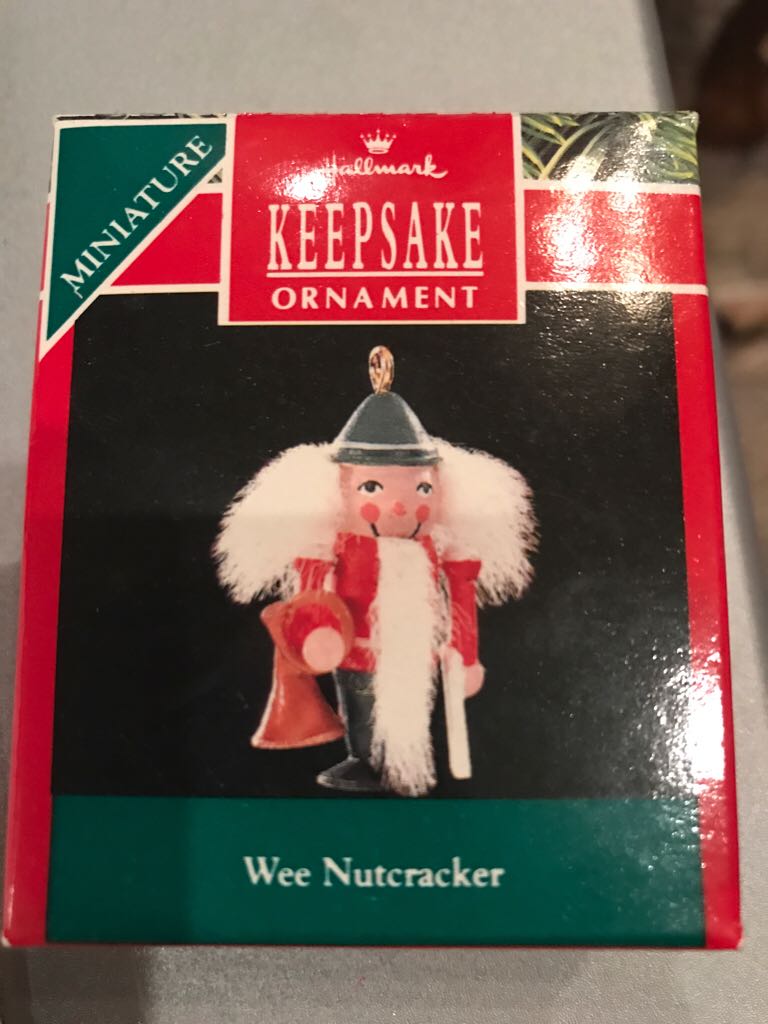 MINIATURE
Hallmark
KEEPSAKE
ORNAMENT
Wee Nutcracker